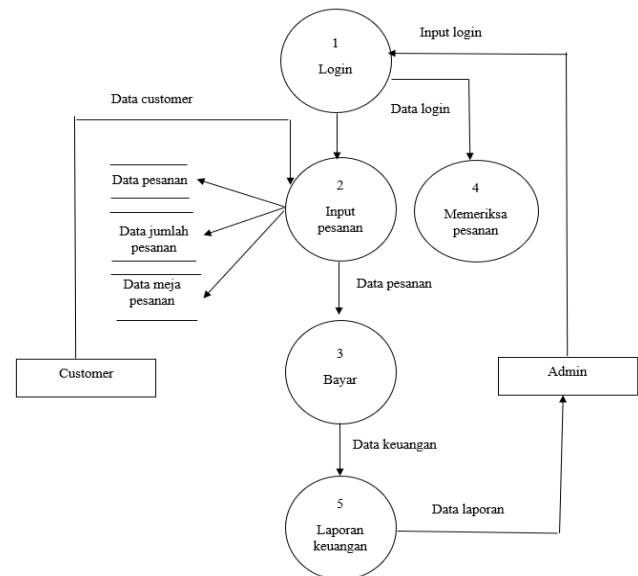 Input login
1
Login
Data customer
Data login
Data pesanan
2
Input
pesanan
4
Memeriksa
pesanan
Data jumlah
pesanan
Data meja
pesanan
Data pesanan
3
Bayar
Customer
Admin
Data keuangan
5
Laporan
keuangan
Data laporan